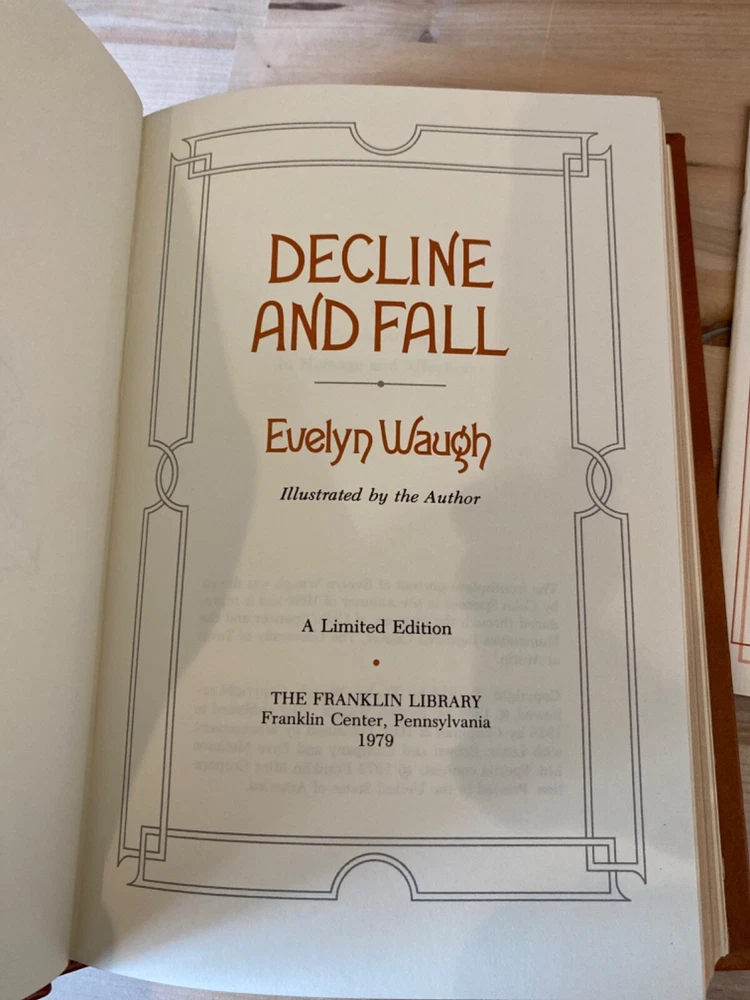 DECLINE
AND FALL
Evelyn Waugh
Illustrated by the Author
A Limited Edition
THE FRANKLIN LIBRARY
Franklin Center, Pennsylvania
1979